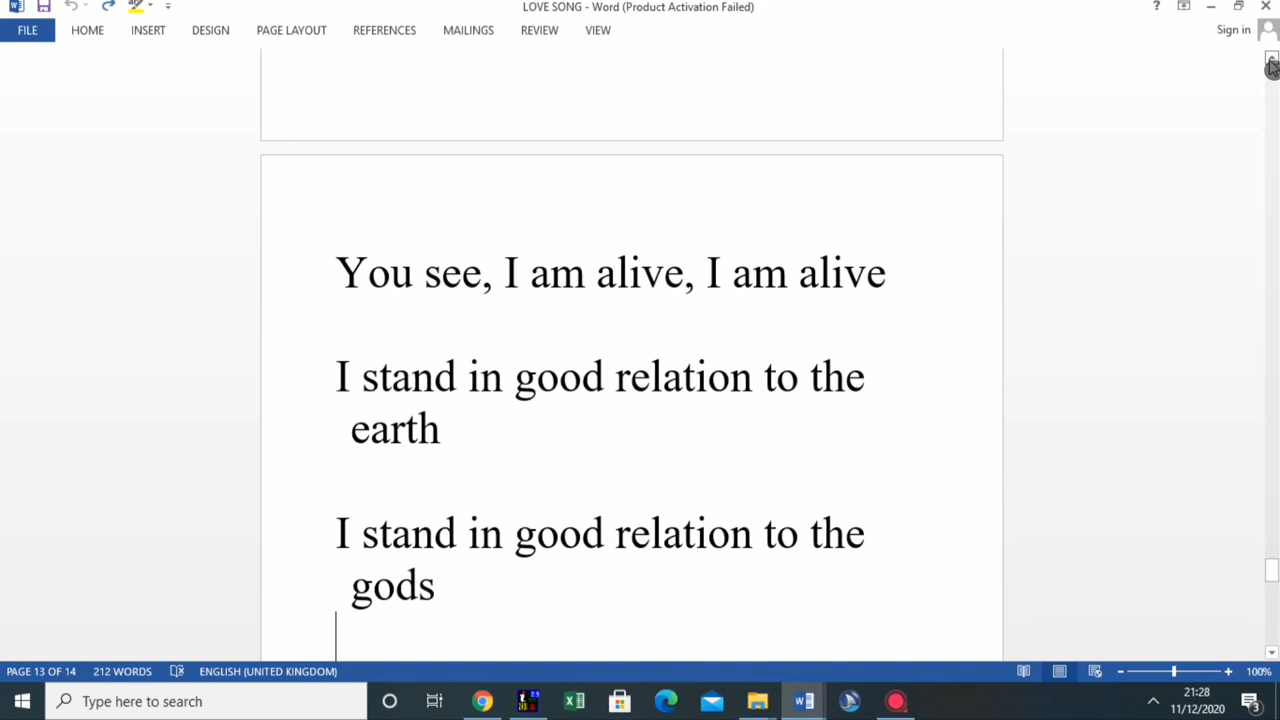 LOVE SONG - Word (Product Activation Failed)
?
FILE HOME INSERT DESIGN PAGE LAYOUT REFERENCES MAILINGS REVIEW VIEW Sign in
You see, I am alive, I am alive
I stand in good relation to the
earth
I stand in good relation to the
gods
PAGE 13 OF 14 212 WORDS ENGLISH (UNITED KINGDOM) 100%
Type here to search
21:28
11/12/2020
3